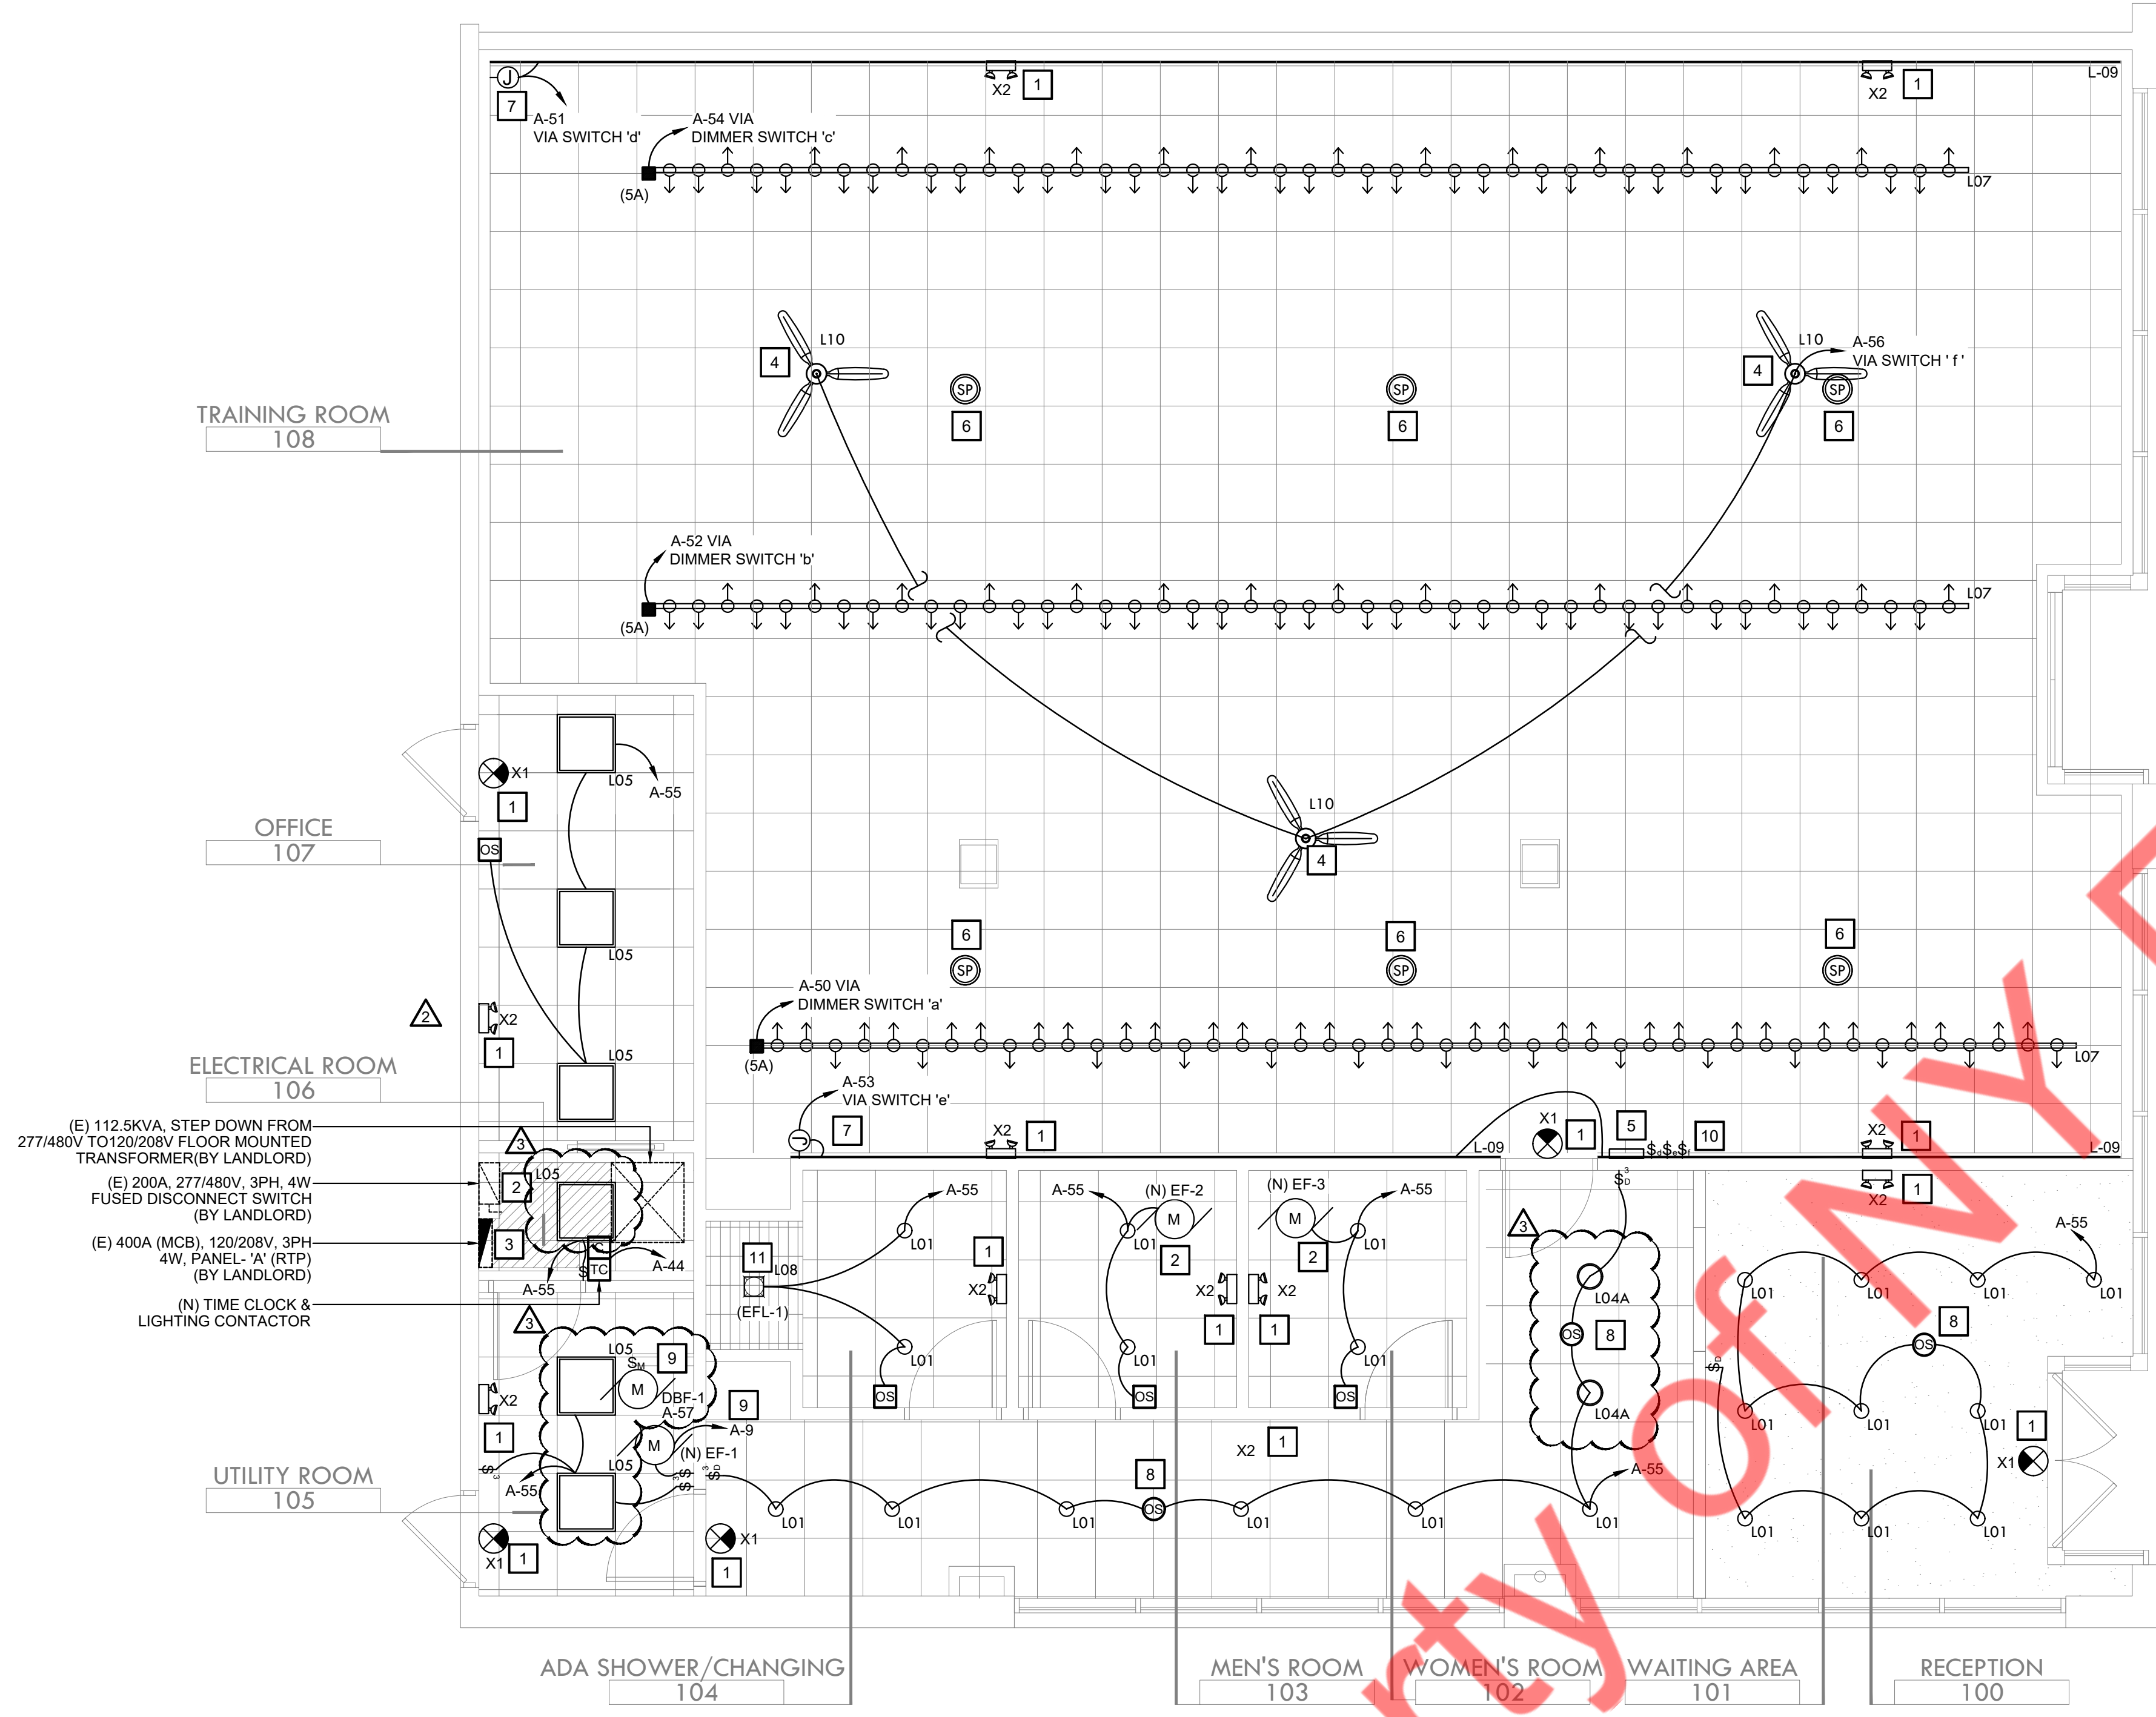 J
7
A-51
VIA SWITCH 'd'
X2
1
X2
1
L-09
A-54 VIA
DIMMER SWITCH 'c'
(5A)
L07
L10
4
SP
6
SP
6
L10
4
A-56
VIA SWITCH ' f '
SP
6
TRAINING ROOM
108
A-52 VIA
DIMMER SWITCH 'b'
(5A)
L07
L10
4
X1
1
L05
A-55
OFFICE
107
OS
L05
6
SP
6
SP
6
SP
2
X2
1
L05
A-50 VIA
DIMMER SWITCH 'a'
(5A)
L07
ELECTRICAL ROOM
106
A-53
VIA SWITCH 'e'
J
7
X2
1
L-09
X1
1
5
$d$e$f
10
X2
1
L-09
X2
1
(E) 112.5KVA, STEP DOWN FROM
277/480V TO120/208V FLOOR MOUNTED
TRANSFORMER(BY LANDLORD)
(E) 200A, 277/480V, 3PH, 4W
FUSED DISCONNECT SWITCH
(BY LANDLORD)
(E) 400A (MCB), 120/208V, 3PH
4W, PANEL- 'A' (RTP)
(BY LANDLORD)
(N) TIME CLOCK &
LIGHTING CONTACTOR
3
2
L05
3
C
TC
$
A-44
A-55
11
L08
(EFL-1)
A-55
L01
L01
OS
1
X2
A-55
(N) EF-2
M
2
L01
L01
OS
X2
1
(N) EF-3
M
2
A-55
L01
L01
OS
X2
1
3
$D
3
L04A
OS
8
L04A
A-55
A-55
L01
L01
L01
L01
8
OS
$D
L01
L01
L01
L01
L01
L01
1
X1
3
L05
SM
9
M
DBF-1
A-57
9
A-9
M
(N) EF-1
L05
X2
1
$3
A-55
3
$
$
3
3
$D
X1
1
X1
1
L01
L01
L01
8
OS
X2
1
L01
L01
L01
UTILITY ROOM
105
ADA SHOWER/CHANGING
104
MEN'S ROOM
103
WOMEN'S ROOM
102
WAITING AREA
101
RECEPTION
100
rty of NY